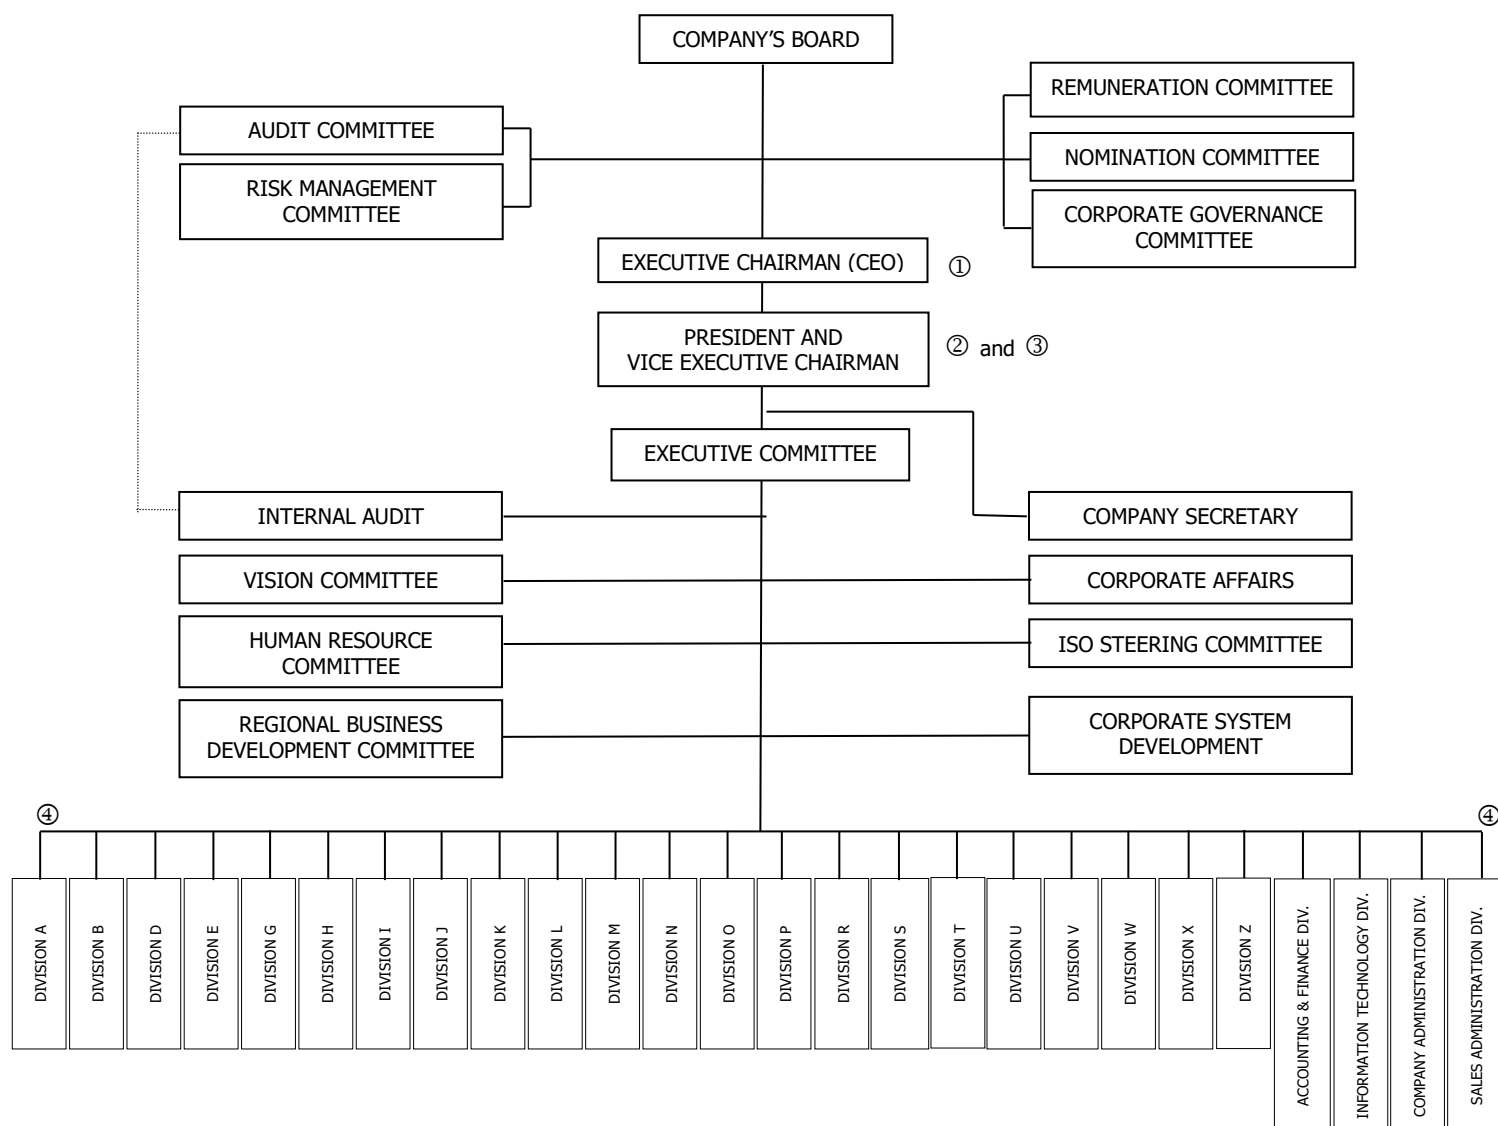 COMPANY’S BOARD
REMUNERATION COMMITTEE
AUDIT COMMITTEE
NOMINATION COMMITTEE
RISK MANAGEMENT
COMMITTEE
CORPORATE GOVERNANCE
COMMITTEE
EXECUTIVE CHAIRMAN (CEO)
①
PRESIDENT AND
VICE EXECUTIVE CHAIRMAN
② and ③
EXECUTIVE COMMITTEE
INTERNAL AUDIT
COMPANY SECRETARY
VISION COMMITTEE
CORPORATE AFFAIRS
HUMAN RESOURCE
COMMITTEE
ISO STEERING COMMITTEE
REGIONAL BUSINESS
DEVELOPMENT COMMITTEE
CORPORATE SYSTEM
DEVELOPMENT
④
④
DIVISION A
DIVISION B
DIVISION D
DIVISION E
DIVISION G
DIVISION H
DIVISION I
DIVISION J
DIVISION K
DIVISION L
DIVISION M
DIVISION N
DIVISION O
DIVISION P
DIVISION R
DIVISION S
DIVISION T
DIVISION U
DIVISION V
DIVISION W
DIVISION X
DIVISION Z
ACCOUNTING & FINANCE DIV.
INFORMATION TECHNOLOGY DIV.
COMPANY ADMINISTRATION DIV.
SALES ADMINISTRATION DIV.